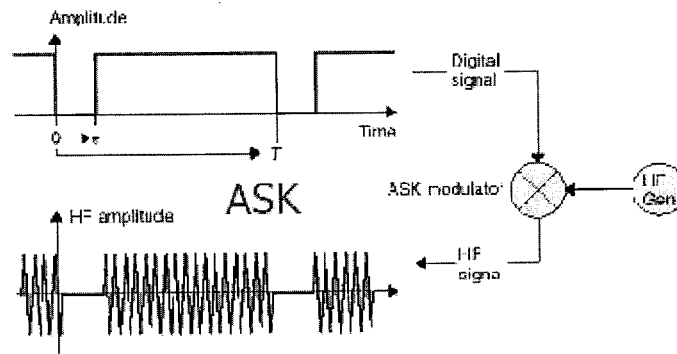 Amplitude
Digital
signal
0
τ
T
Time
ASK
ASK modulator
HF
Gen
HF amplitude
HF
signal